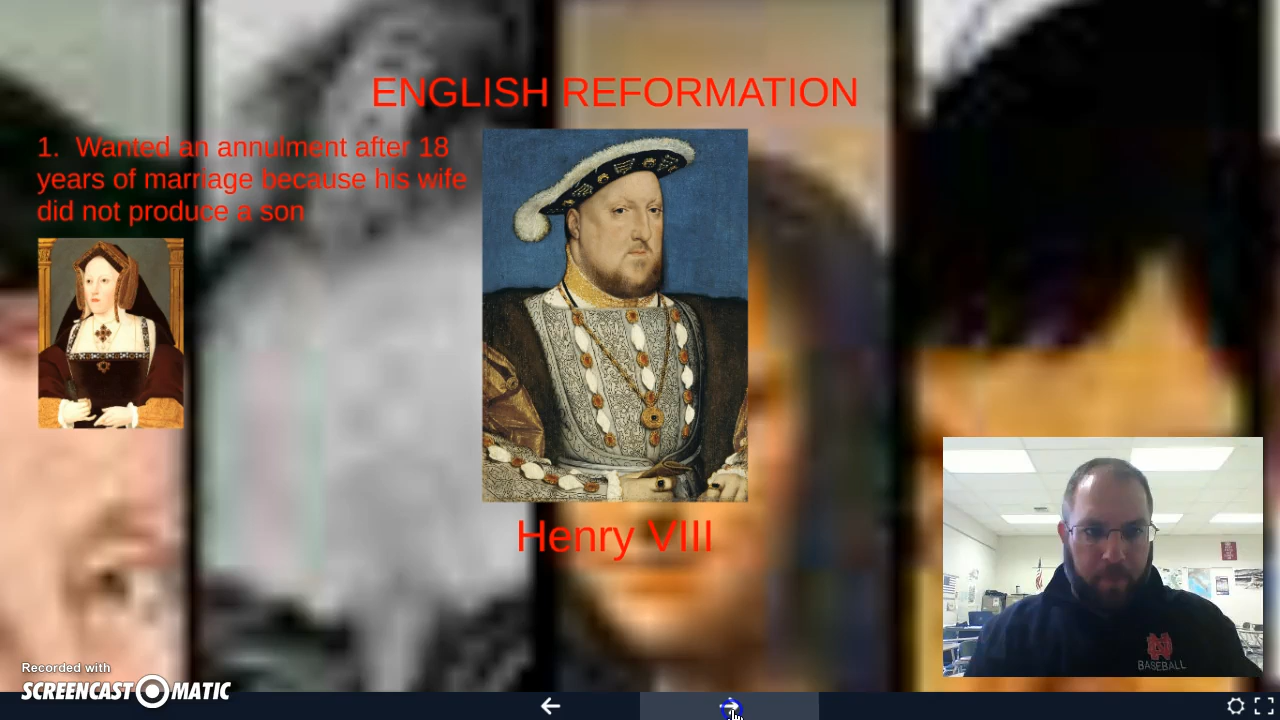 ENGLISH REFORMATION
1. Wanted an annulment after 18
years of marriage because his wife
did not produce a son
Henry VIII
N
BASEBALL
Recorded with
SCREENCAST MATIC